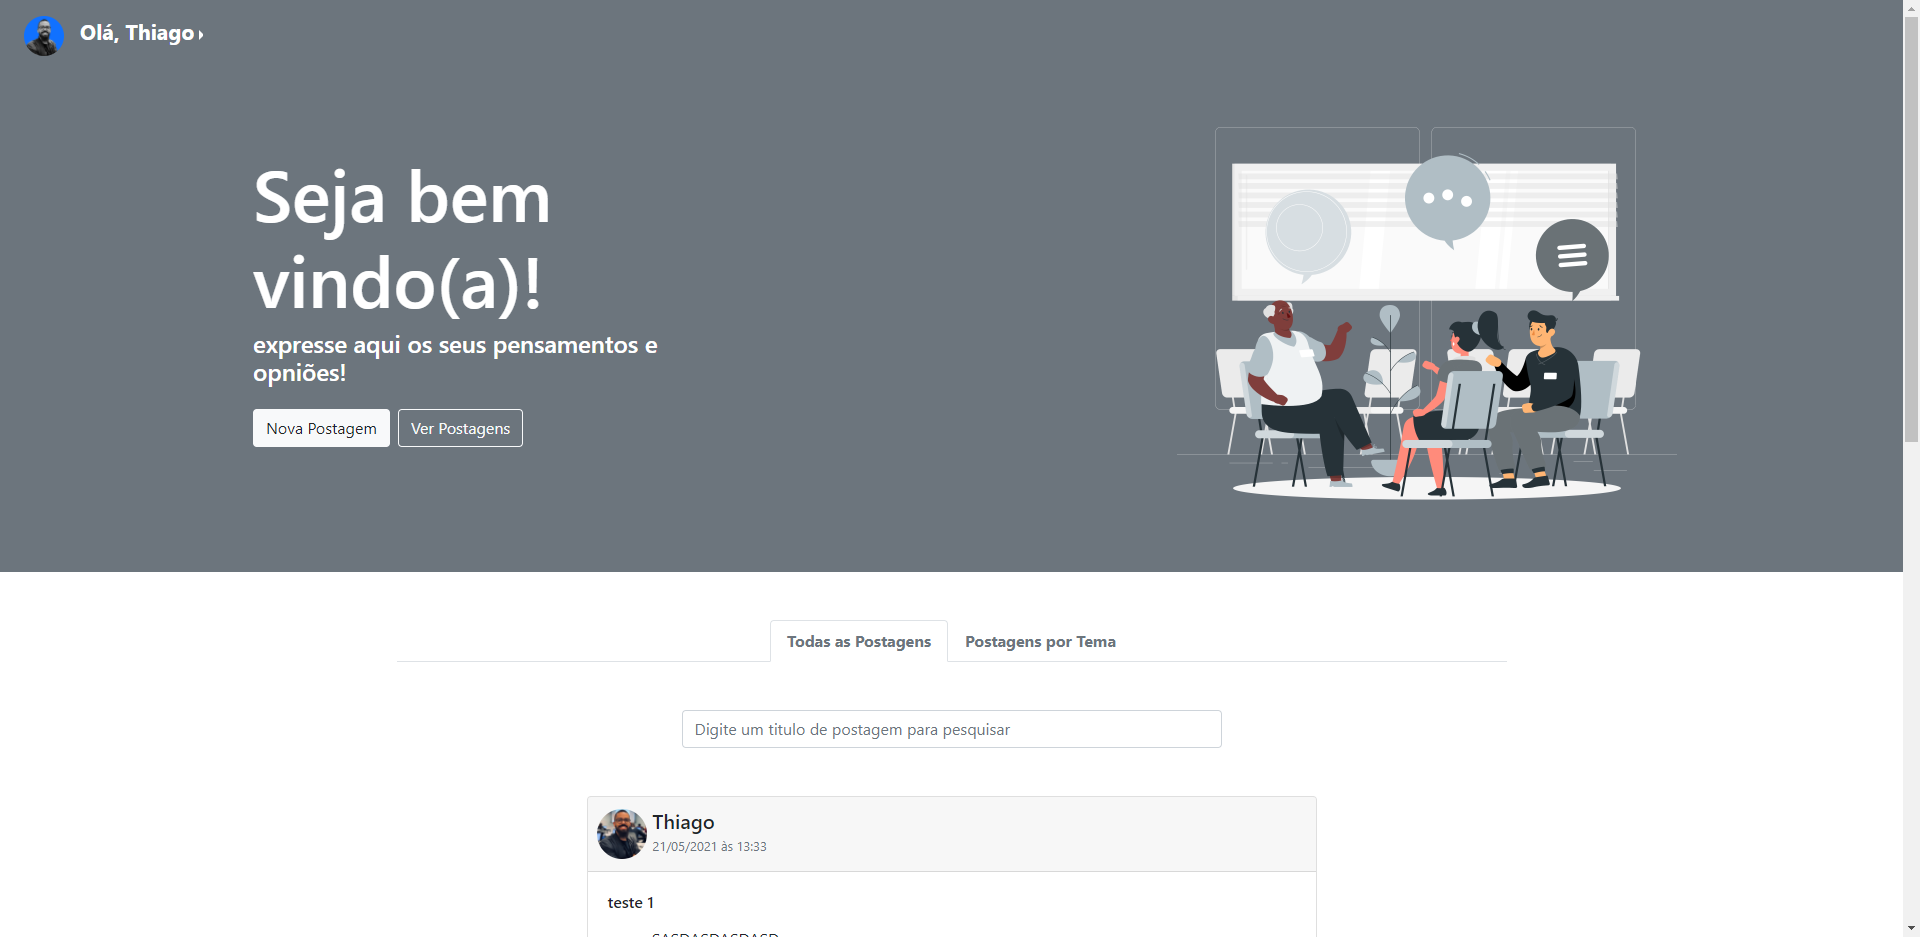 Olá, Thiago
Seja bem
vindo(a)!
expresse aqui os seus pensamentos e
opniões!
Nova Postagem
Ver Postagens
Todas as Postagens
Postagens por Tema
Digite um titulo de postagem para pesquisar
Thiago
21/05/2021 às 13:33
teste 1